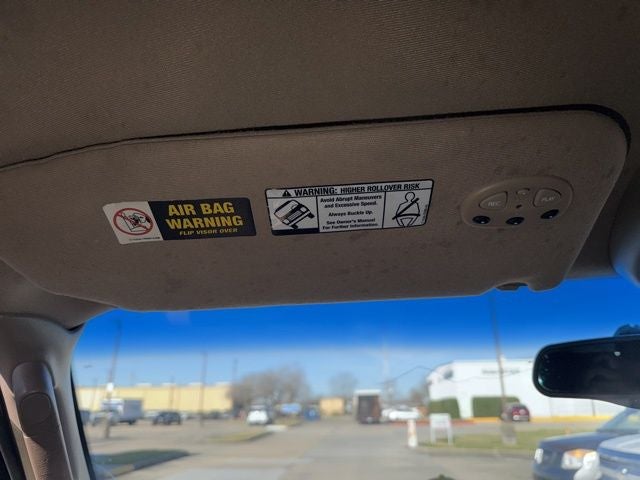 AIR BAG
WARNING
FLIP VISOR OVER
WARNING: HIGHER ROLLOVER RISK
Avoid Abrupt Maneuvers
and Excessive Speed.
Always Buckle Up.
See Owner's Manual
For Further Information.
REC
PLAY